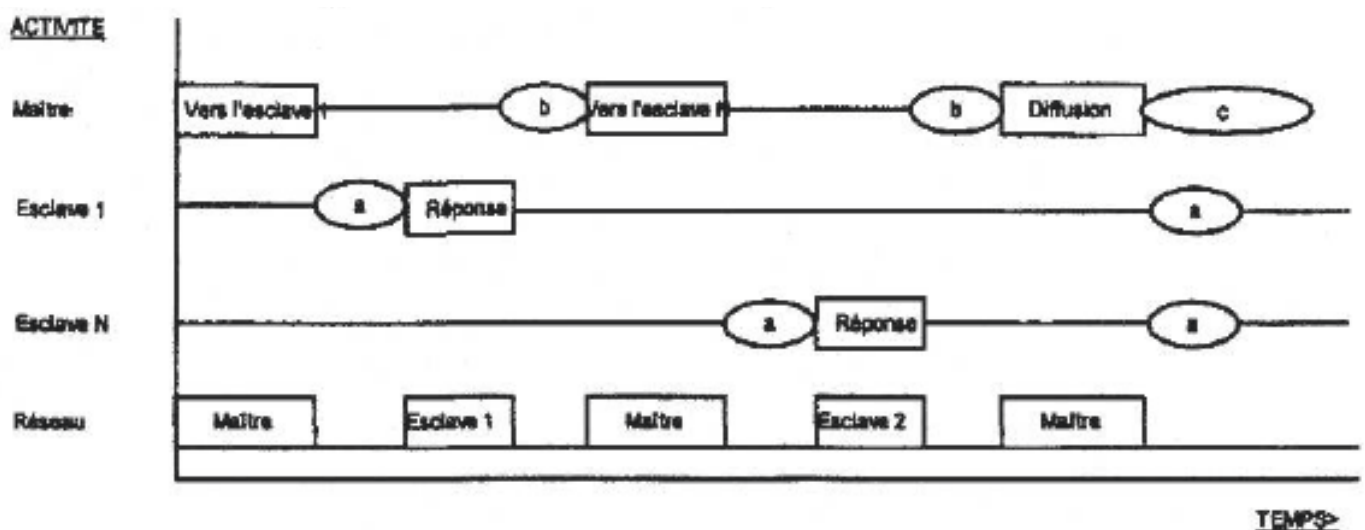 ACTIVITE
Maître
Vers l'esclave 1
b
Vers l'esclave N
b
Diffusion
c
Esclave 1
a
Réponse
a
Esclave N
a
Réponse
a
Réseau
Maître
Esclave 1
Maître
Esclave 2
Maître
TEMPS>